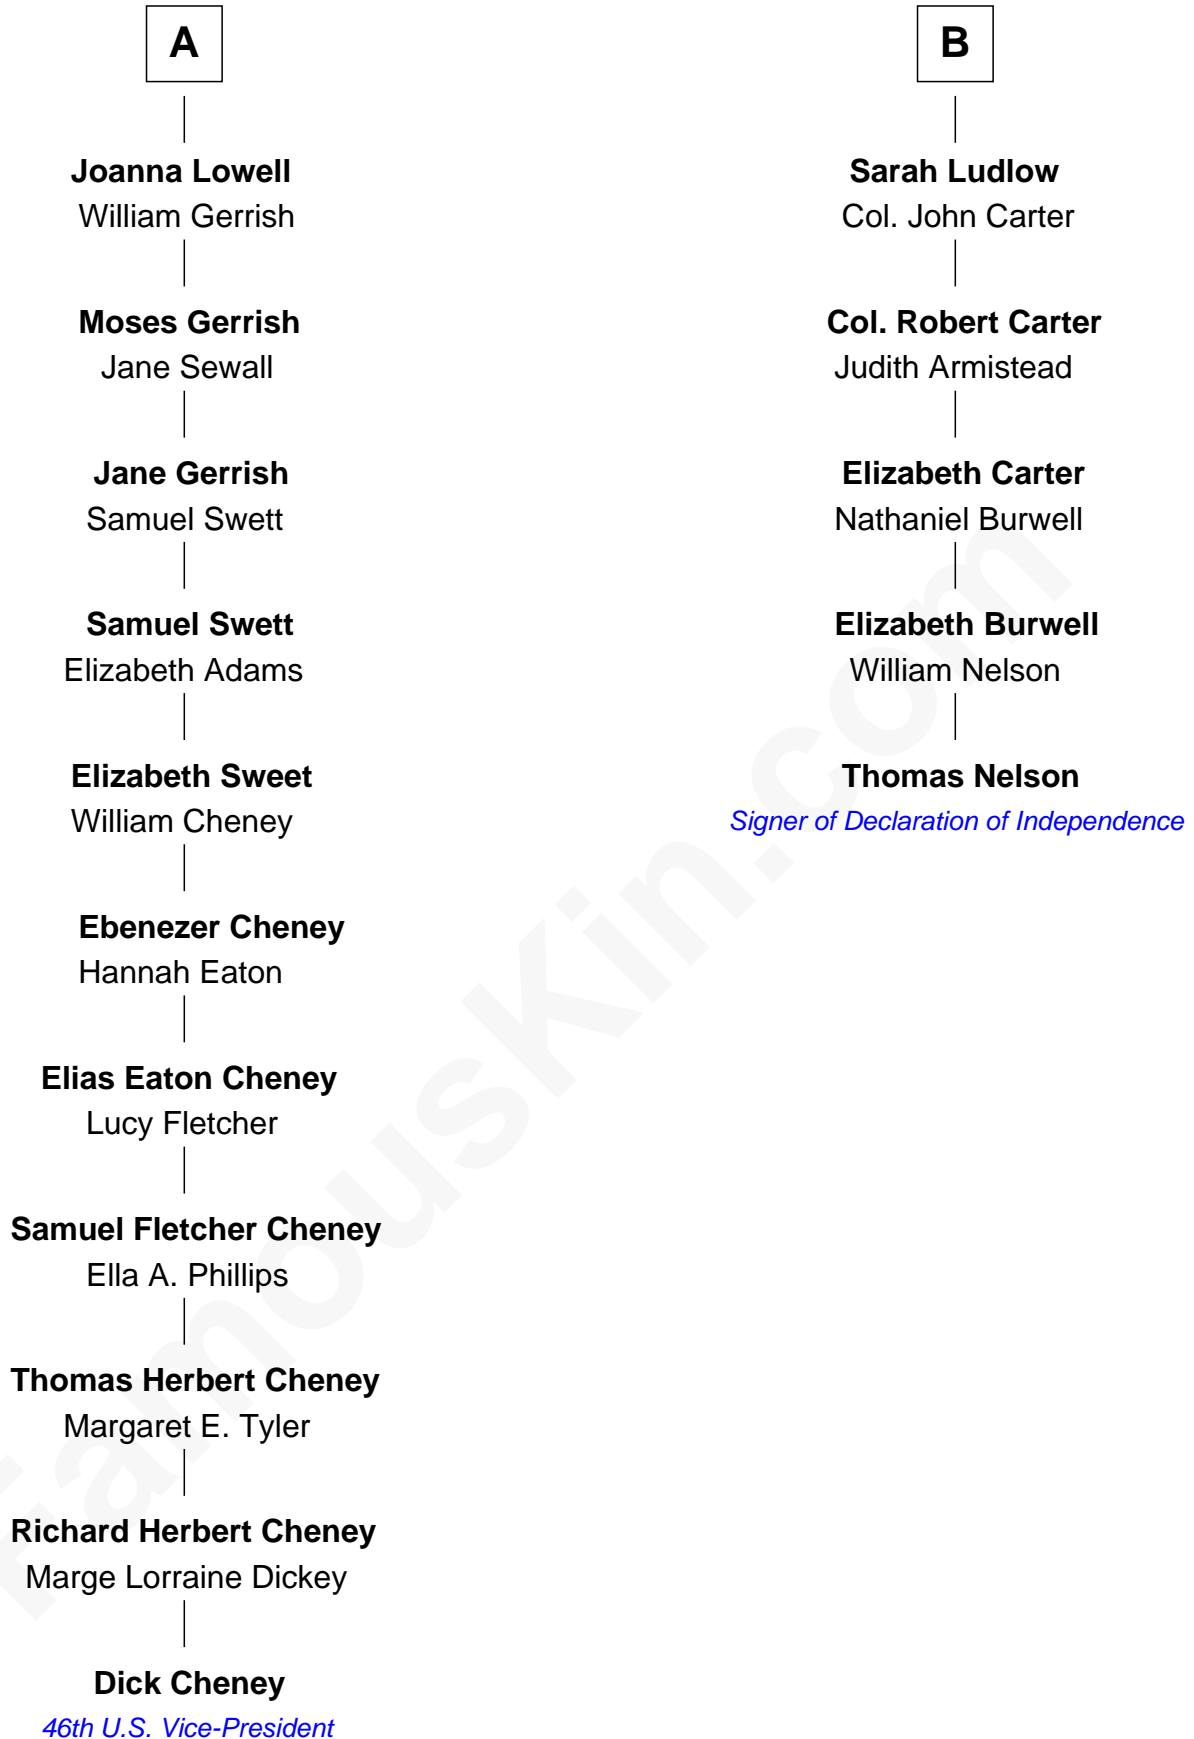 A
Joanna Lowell
William Gerrish
Moses Gerrish
Jane Sewall
Jane Gerrish
Samuel Swett
Samuel Swett
Elizabeth Adams
Elizabeth Sweet
William Cheney
Ebenezer Cheney
Hannah Eaton
Elias Eaton Cheney
Lucy Fletcher
Samuel Fletcher Cheney
Ella A. Phillips
Thomas Herbert Cheney
Margaret E. Tyler
Richard Herbert Cheney
Marge Lorraine Dickey
Dick Cheney
46th U.S. Vice-President
B
Sarah Ludlow
Col. John Carter
Col. Robert Carter
Judith Armistead
Elizabeth Carter
Nathaniel Burwell
Elizabeth Burwell
William Nelson
Thomas Nelson
Signer of Declaration of Independence
FamousKin.com